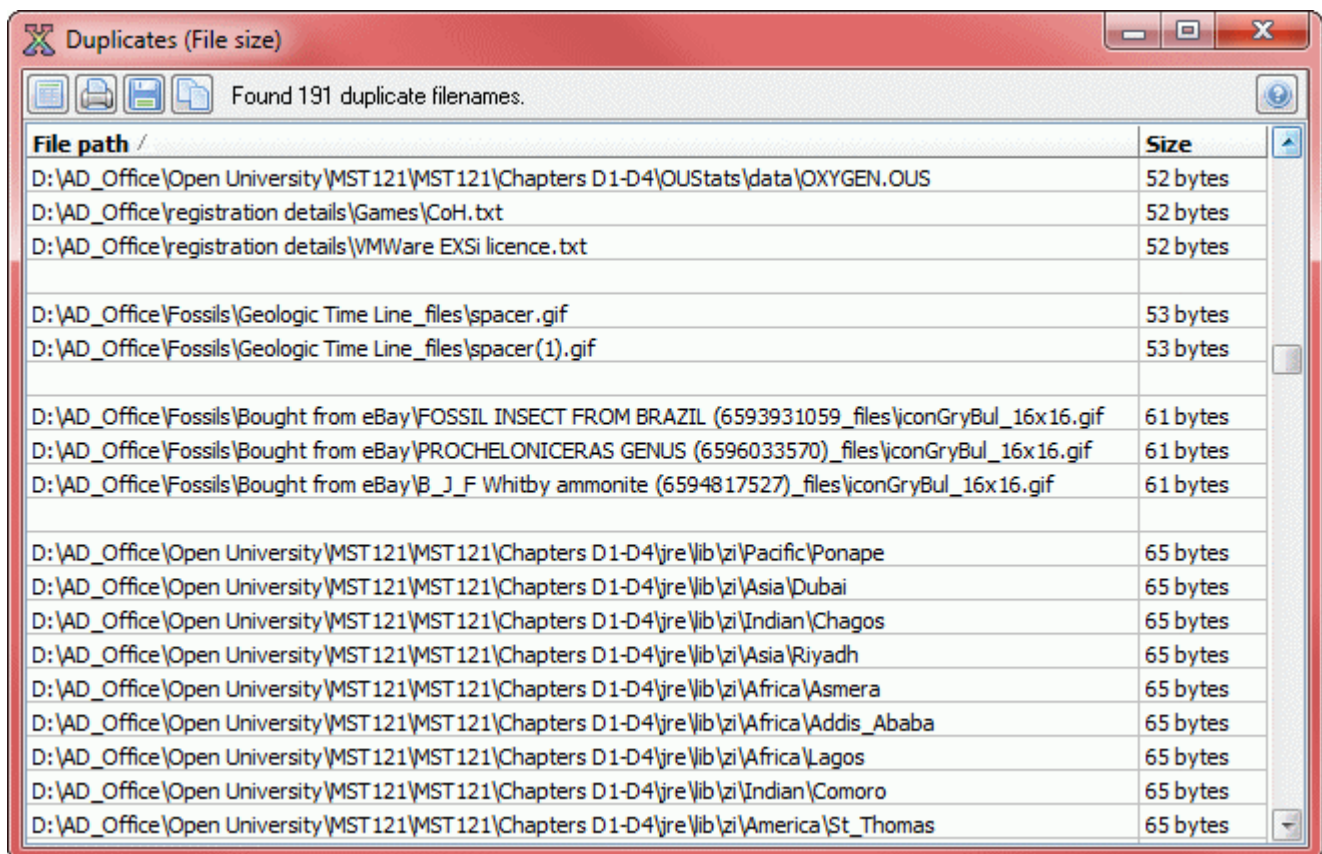 Duplicates (File size)
Found 191 duplicate filenames.
File path / Size
D:\AD_Office\Open University\MST121\MST121\Chapters D1-D4\OUStats\data\OXYGEN.OUS 52 bytes
D:\AD_Office\registration details\Games\CoH.txt 52 bytes
D:\AD_Office\registration details\VMWare EXSi licence.txt 52 bytes
D:\AD_Office\Fossils\Geologic Time Line_files\spacer.gif 53 bytes
D:\AD_Office\Fossils\Geologic Time Line_files\spacer(1).gif 53 bytes
D:\AD_Office\Fossils\Bought from eBay\FOSSIL INSECT FROM BRAZIL (6593931059_files\iconGryBul_16x16.gif 61 bytes
D:\AD_Office\Fossils\Bought from eBay\PROCHELONICERAS GENUS (6596033570)_files\iconGryBul_16x16.gif 61 bytes
D:\AD_Office\Fossils\Bought from eBay\B_J_F Whitby ammonite (6594817527)_files\iconGryBul_16x16.gif 61 bytes
D:\AD_Office\Open University\MST121\MST121\Chapters D1-D4\jre\lib\zi\Pacific\Ponape 65 bytes
D:\AD_Office\Open University\MST121\MST121\Chapters D1-D4\jre\lib\zi\Asia\Dubai 65 bytes
D:\AD_Office\Open University\MST121\MST121\Chapters D1-D4\jre\lib\zi\Indian\Chagos 65 bytes
D:\AD_Office\Open University\MST121\MST121\Chapters D1-D4\jre\lib\zi\Asia\Riyadh 65 bytes
D:\AD_Office\Open University\MST121\MST121\Chapters D1-D4\jre\lib\zi\Africa\Asmera 65 bytes
D:\AD_Office\Open University\MST121\MST121\Chapters D1-D4\jre\lib\zi\Africa\Addis_Ababa 65 bytes
D:\AD_Office\Open University\MST121\MST121\Chapters D1-D4\jre\lib\zi\Africa\Lagos 65 bytes
D:\AD_Office\Open University\MST121\MST121\Chapters D1-D4\jre\lib\zi\Indian\Comoro 65 bytes
D:\AD_Office\Open University\MST121\MST121\Chapters D1-D4\jre\lib\zi\America\St_Thomas 65 bytes